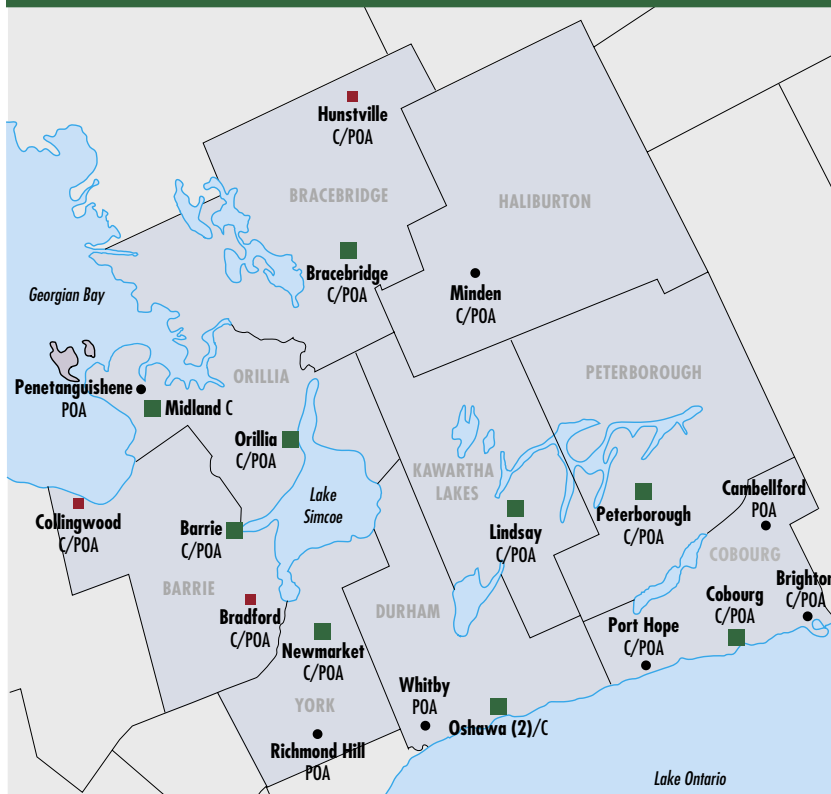 Hunstville
C/POA
BRACEBRIDGE
HALIBURTON
Bracebridge
C/POA
Minden
C/POA
Georgian Bay
ORILLIA
PETERBOROUGH
Penetanguishene
POA
Midland C
Orillia
C/POA
KAWARTHA
LAKES
Lake
Simcoe
Collingwood
C/POA
Barrie
C/POA
Lindsay
C/POA
Peterborough
C/POA
Cambellford
POA
COBOURG
BARRIE
Bradford
C/POA
DURHAM
Newmarket
C/POA
Port Hope
C/POA
Cobourg
C/POA
Brighton
C/POA
YORK
Whitby
POA
Oshawa (2)/C
Richmond Hill
POA
Lake Ontario